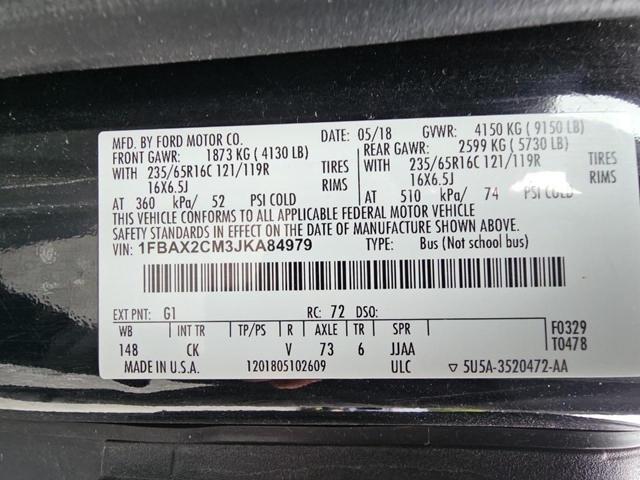 MFD. BY FORD MOTOR CO. DATE: 05/18 GVWR: 4150 KG ( 9150 LB)
FRONT GAWR: 1873 KG ( 4130 LB) REAR GAWR: 2599 KG ( 5730 LB)
WITH 235/65R16C 121/119R TIRES WITH 235/65R16C 121/119R TIRES
16X6.5J RIMS 16X6.5J RIMS
AT 360 kPa/ 52 PSI COLD AT 510 kPa/ 74 PSI COLD
THIS VEHICLE CONFORMS TO ALL APPLICABLE FEDERAL MOTOR VEHICLE
SAFETY STANDARDS IN EFFECT ON THE DATE OF MANUFACTURE SHOWN ABOVE.
VIN: 1FBAX2CM3JKA84979 TYPE: Bus (Not school bus)
EXT PNT: G1 RC: 72 DSO:
WB INT TR TP/PS R AXLE TR SPR F0329
148 CK V 73 6 JJAA T0478
MADE IN U.S.A. 1201805102609 ULC 5U5A-3520472-AA